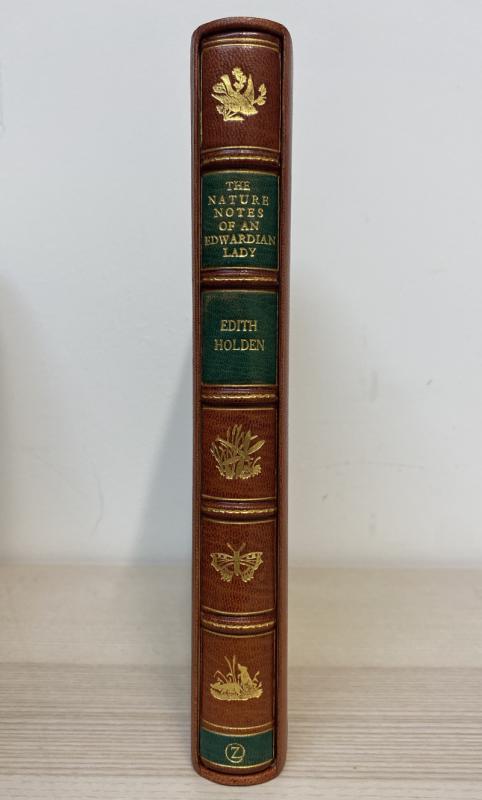 THE
NATURE
NOTES
OF AN
EDWARDIAN
LADY
EDITH
HOLDEN
Z